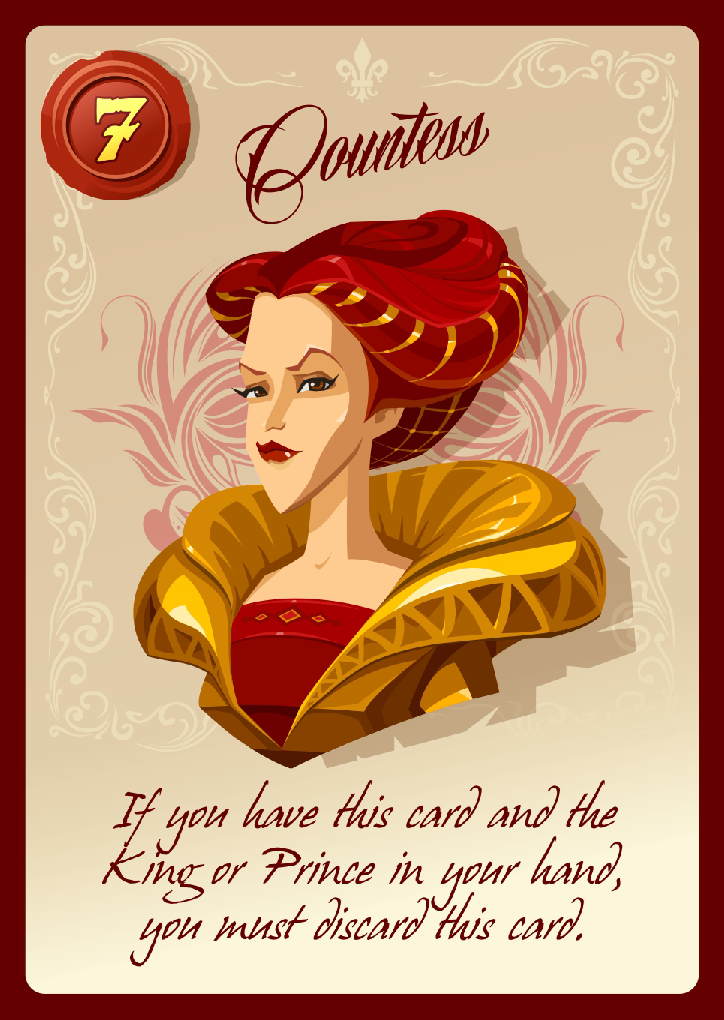 7
Countess
If you have this card and the
King or Prince in your hand,
you must discard this card.